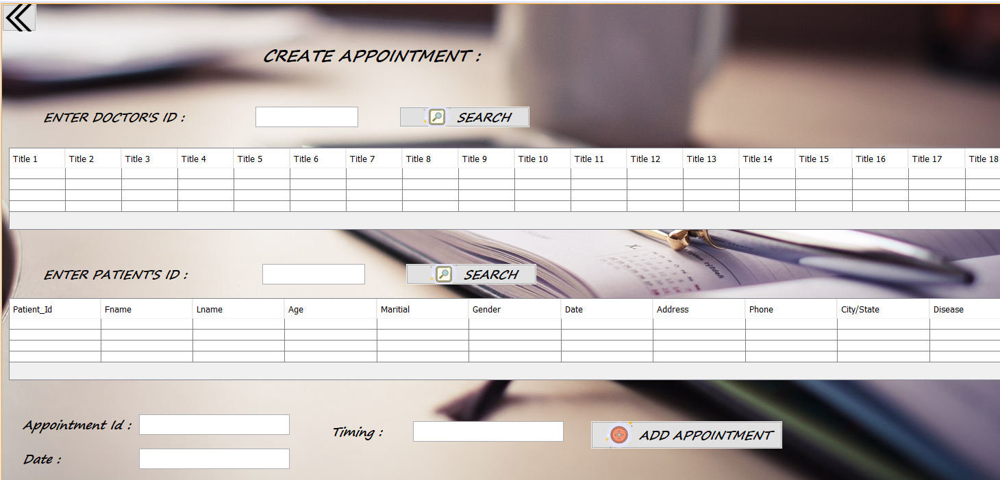 CREATE APPOINTMENT :
ENTER DOCTOR'S ID :
SEARCH
Title 1 Title 2 Title 3 Title 4 Title 5 Title 6 Title 7 Title 8 Title 9 Title 10 Title 11 Title 12 Title 13 Title 14 Title 15 Title 16 Title 17 Title 18
ENTER PATIENT'S ID :
SEARCH
Patient_Id Fname Lname Age Maritial Gender Date Address Phone City/State Disease
Appointment Id :
Timing :
ADD APPOINTMENT
Date :